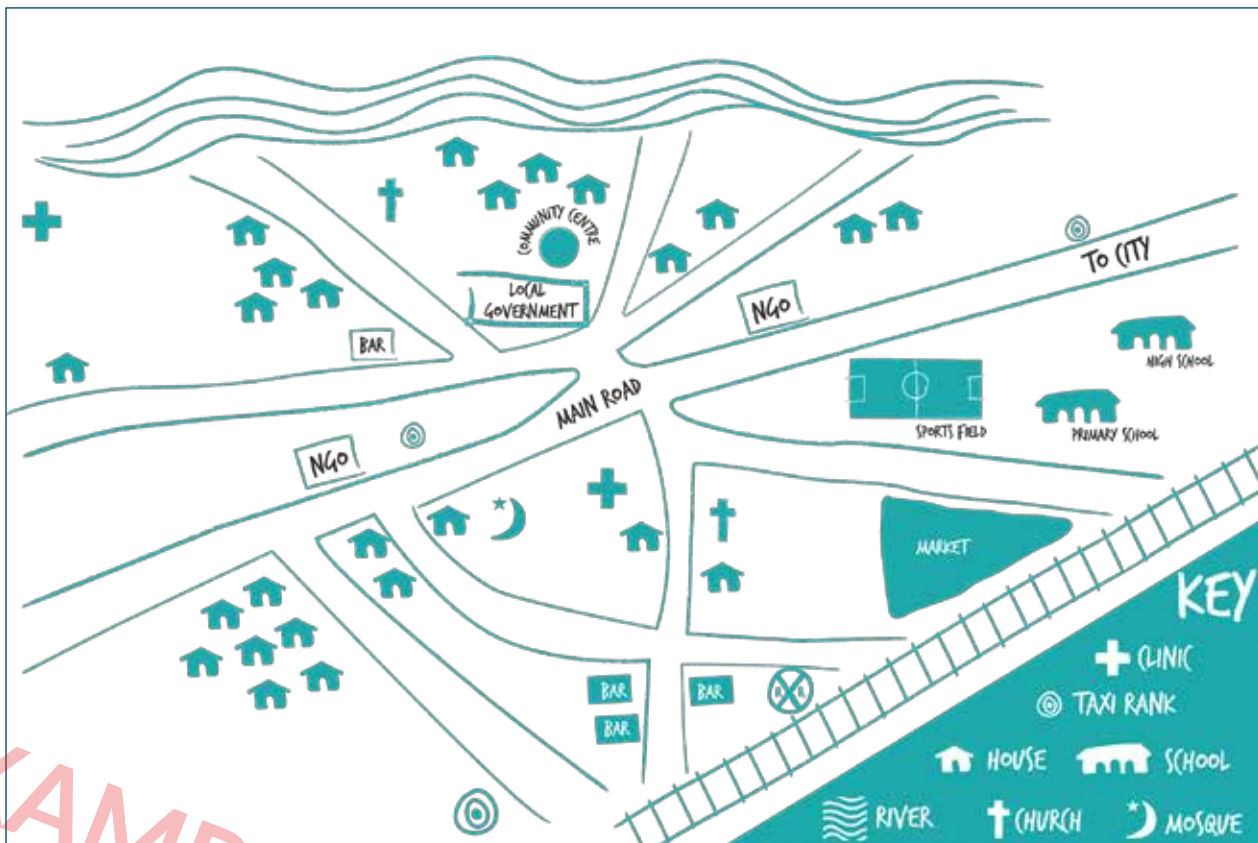 COMMUNITY CENTRE
LOCAL
GOVERNMENT
BAR
NGO
TO CITY
MAIN ROAD
HIGH SCHOOL
SPORTS FIELD
PRIMARY SCHOOL
NGO
MARKET
BAR
BAR
BAR
R R
KEY
CLINIC
TAXI RANK
HOUSE
SCHOOL
RIVER
CHURCH
MOSQUE